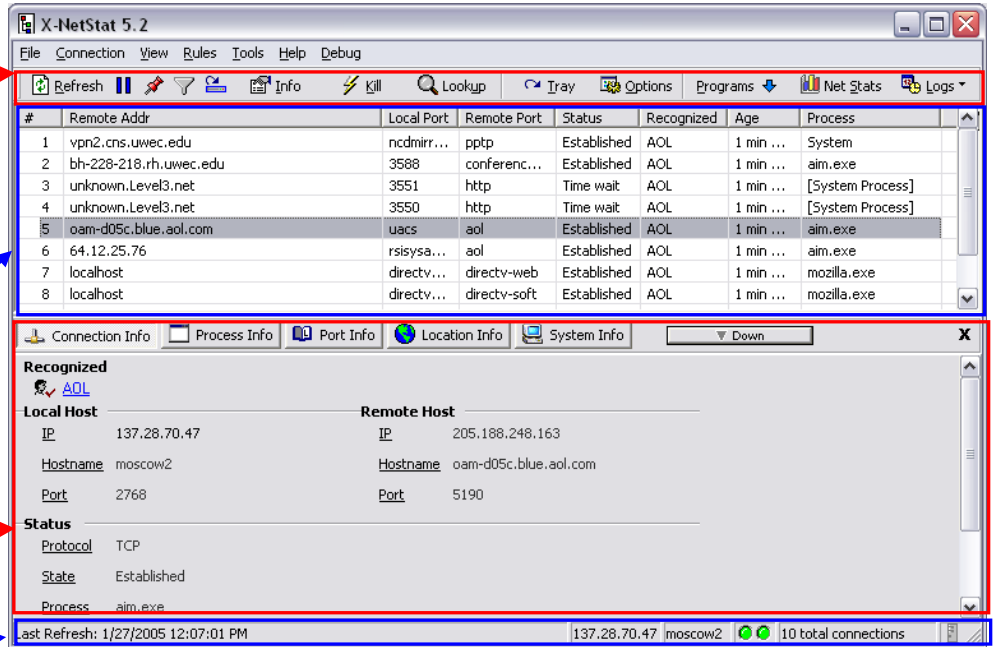 X-NetStat 5.2
File Connection View Rules Tools Help Debug
Refresh Info Kill Lookup Tray Options Programs Net Stats Logs
# Remote Addr Local Port Remote Port Status Recognized Age Process
1 vpn2.cns.uwec.edu ncdmirr... pptp Established AOL 1 min ... System
2 bh-228-218.rh.uwec.edu 3588 conferenc... Established AOL 1 min ... aim.exe
3 unknown.Level3.net 3551 http Time wait AOL 1 min ... [System Process]
4 unknown.Level3.net 3550 http Time wait AOL 1 min ... [System Process]
5 oam-d05c.blue.aol.com uacs aol Established AOL 1 min ... aim.exe
6 64.12.25.76 rsisysa... aol Established AOL 1 min ... aim.exe
7 localhost directv... directv-web Established AOL 1 min ... mozilla.exe
8 localhost directv... directv-soft Established AOL 1 min ... mozilla.exe
Connection Info Process Info Port Info Location Info System Info Down X
Recognized
AOL
Local Host Remote Host
IP 137.28.70.47 IP 205.188.248.163
Hostname moscow2 Hostname oam-d05c.blue.aol.com
Port 2768 Port 5190
Status
Protocol TCP
State Established
Process aim.exe
Last Refresh: 1/27/2005 12:07:01 PM 137.28.70.47 moscow2 10 total connections